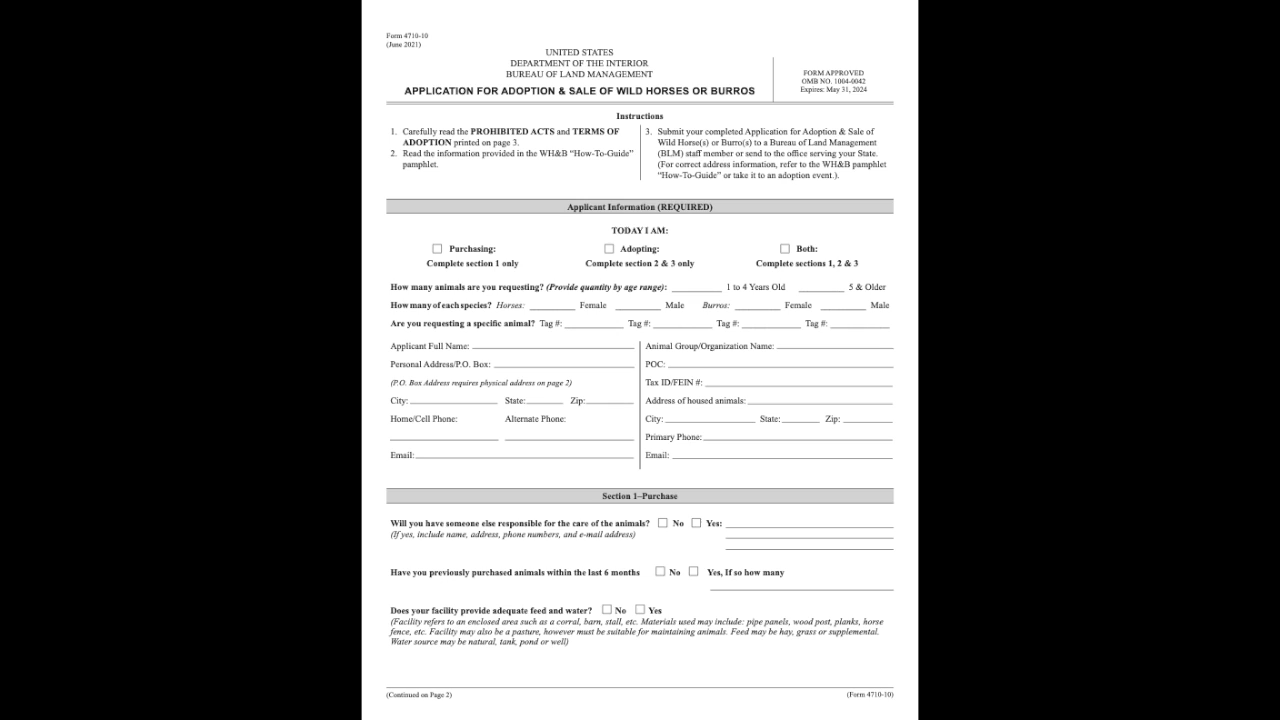 Form 4710-10
(June 2021)
UNITED STATES
DEPARTMENT OF THE INTERIOR
BUREAU OF LAND MANAGEMENT
APPLICATION FOR ADOPTION & SALE OF WILD HORSES OR BURROS
FORM APPROVED
OMB NO. 1004-0042
Expires: May 31, 2024
Instructions
1. Carefully read the PROHIBITED ACTS and TERMS OF
ADOPTION printed on page 3.
2. Read the information provided in the WH&B “How-To-Guide”
pamphlet.
3. Submit your completed Application for Adoption & Sale of
Wild Horse(s) or Burro(s) to a Bureau of Land Management
(BLM) staff member or send to the office serving your State.
(For correct address information, refer to the WH&B pamphlet
“How-To-Guide” or take it to an adoption event.).
Applicant Information (REQUIRED)
TODAY I AM:
Purchasing: Adopting: Both:
Complete section 1 only Complete section 2 & 3 only Complete sections 1, 2 & 3
How many animals are you requesting? (Provide quantity by age range): 1 to 4 Years Old 5 & Older
How many of each species? Horses: Female Male Burros: Female Male
Are you requesting a specific animal? Tag #: Tag #: Tag #: Tag #:
Applicant Full Name:
Personal Address/P.O. Box:
(P.O. Box Address requires physical address on page 2)
City: State: Zip:
Home/Cell Phone: Alternate Phone:
Email:
Animal Group/Organization Name:
POC:
Tax ID/FEIN #:
Address of housed animals:
City: State: Zip:
Primary Phone:
Email:
Section 1–Purchase
Will you have someone else responsible for the care of the animals? No Yes:
(If yes, include name, address, phone numbers, and e-mail address)
Have you previously purchased animals within the last 6 months No Yes, If so how many
Does your facility provide adequate feed and water? No Yes
(Facility refers to an enclosed area such as a corral, barn, stall, etc. Materials used may include: pipe panels, wood post, planks, horse
fence, etc. Facility may also be a pasture, however must be suitable for maintaining animals. Feed may be hay, grass or supplemental.
Water source may be natural, tank, pond or well)
(Continued on Page 2) (Form 4710-10)